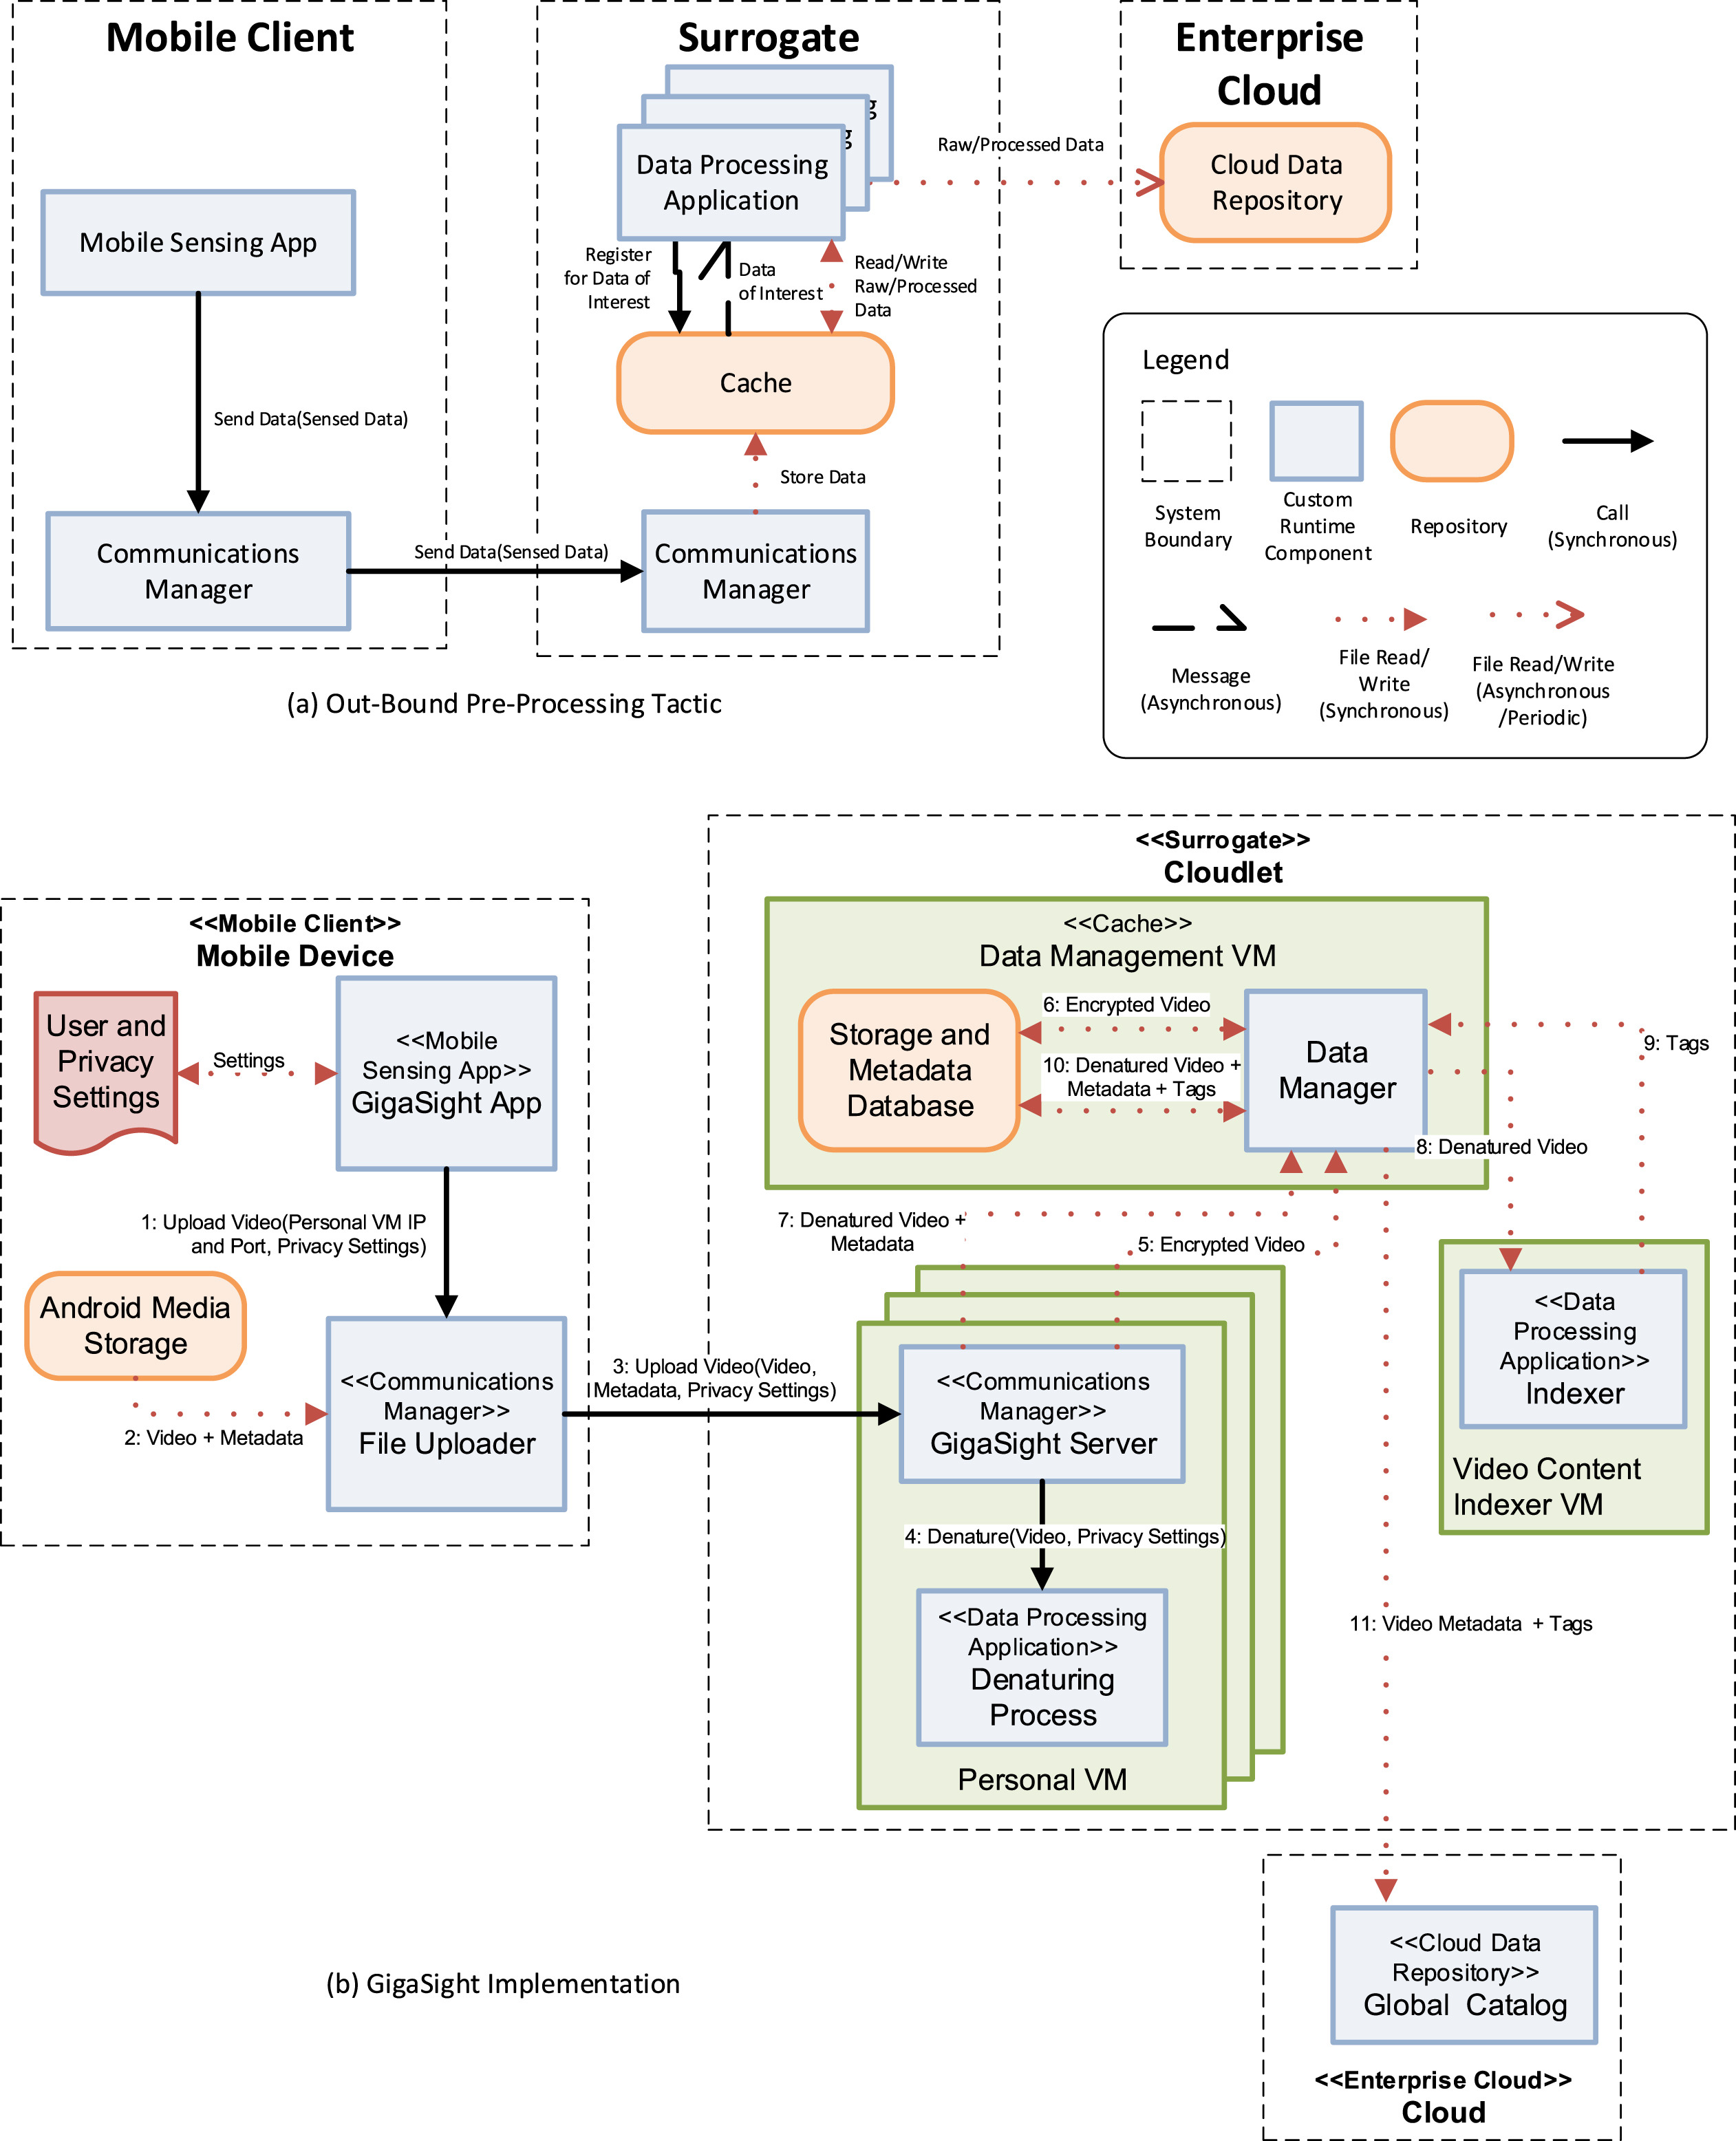 Mobile Client
Surrogate
Enterprise
Cloud
g
g
Data Processing
Application
Raw/Processed Data
Cloud Data
Repository
Mobile Sensing App
Register
for Data of
Interest
Data
of Interest
Read/Write
Raw/Processed
Data
Cache
Send Data(Sensed Data)
Store Data
Communications
Manager
Send Data(Sensed Data)
Communications
Manager
Legend
System
Boundary
Custom
Runtime
Component
Repository
Call
(Synchronous)
Message
(Asynchronous)
File Read/
Write
(Synchronous)
File Read/Write
(Asynchronous
/Periodic)
(a) Out-Bound Pre-Processing Tactic
<<Surrogate>>
Cloudlet
<<Mobile Client>>
Mobile Device
<<Cache>>
Data Management VM
User and
Privacy
Settings
Settings
<<Mobile
Sensing App>>
GigaSight App
Storage and
Metadata
Database
6: Encrypted Video
10: Denatured Video +
Metadata + Tags
Data
Manager
9: Tags
8: Denatured Video
1: Upload Video(Personal VM IP
and Port, Privacy Settings)
7: Denatured Video +
Metadata
5: Encrypted Video
Android Media
Storage
2: Video + Metadata
<<Communications
Manager>>
File Uploader
3: Upload Video(Video,
Metadata, Privacy Settings)
<<Communications
Manager>>
GigaSight Server
<<Data
Processing
Application>>
Indexer
Video Content
Indexer VM
4: Denature(Video, Privacy Settings)
<<Data Processing
Application>>
Denaturing
Process
Personal VM
11: Video Metadata + Tags
<<Cloud Data
Repository>>
Global Catalog
<<Enterprise Cloud>>
Cloud
(b) GigaSight Implementation